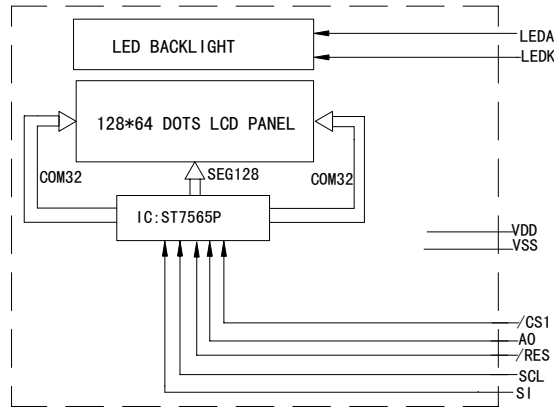 LED BACKLIGHT
LEDA
LEDK
128*64 DOTS LCD PANEL
COM32
SEG128
COM32
IC:ST7565P
VDD
VSS
/CS1
A0
/RES
SCL
SI